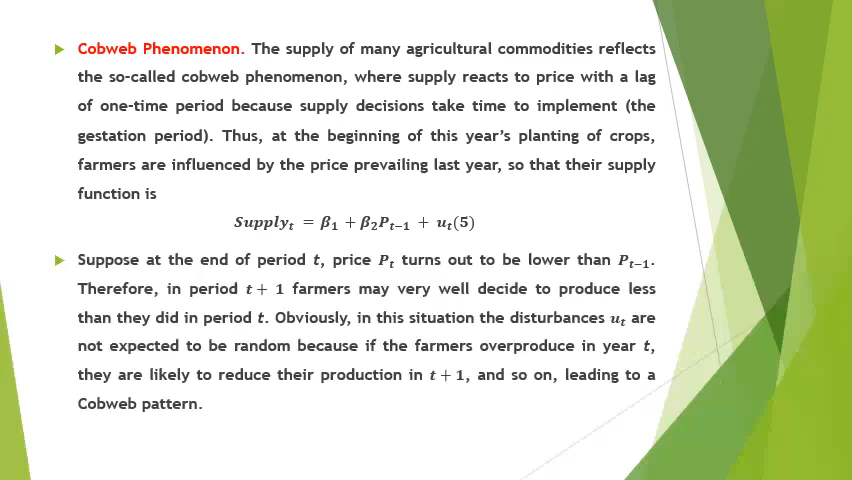 Cobweb Phenomenon. The supply of many agricultural commodities reflects
the so-called cobweb phenomenon, where supply reacts to price with a lag
of one-time period because supply decisions take time to implement (the
gestation period). Thus, at the beginning of this year’s planting of crops,
farmers are influenced by the price prevailing last year, so that their supply
function is
Supplyₜ = β₁ + β₂Pₜ₋₁ + uₜ(5)
Suppose at the end of period t, price Pₜ turns out to be lower than Pₜ₋₁.
Therefore, in period t + 1 farmers may very well decide to produce less
than they did in period t. Obviously, in this situation the disturbances uₜ are
not expected to be random because if the farmers overproduce in year t,
they are likely to reduce their production in t + 1, and so on, leading to a
Cobweb pattern.